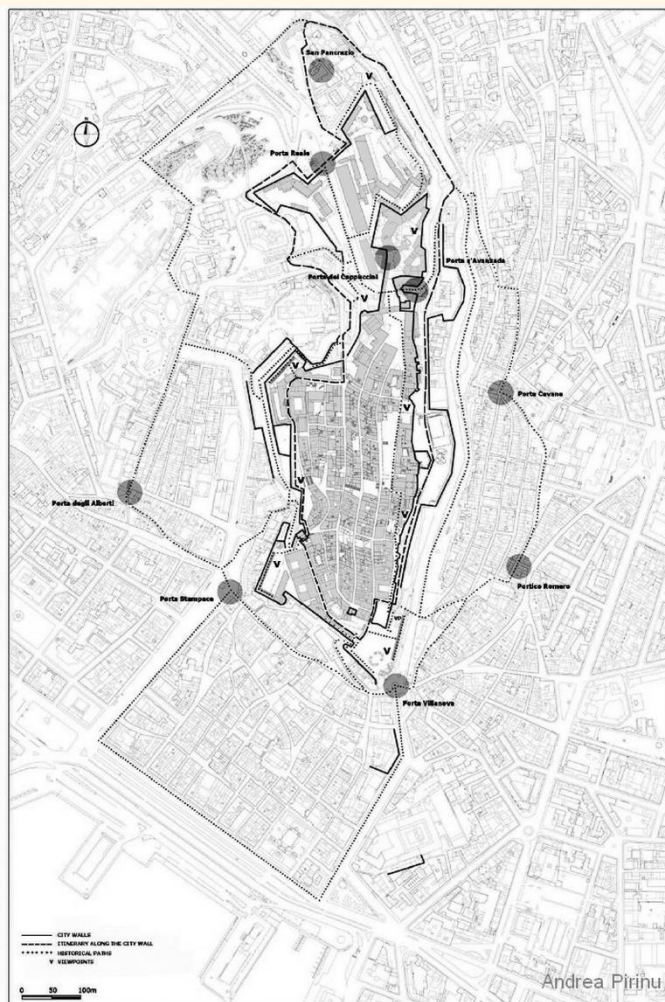 San Pancrazio
V
Porta Reale
V
Porta dei Cappuccini
Porta s'Avanzada
V
V
V
Porta Cavana
V
Porta degli Alberti
V
Portico Romero
V
Porta Stampace
VP
V
Porta Villanova
CITY WALLS
ITINERARY ALONG THE CITY WALL
HISTORICAL PATHS
V VIEWPOINTS
0 50 100m
Andrea Pirinu